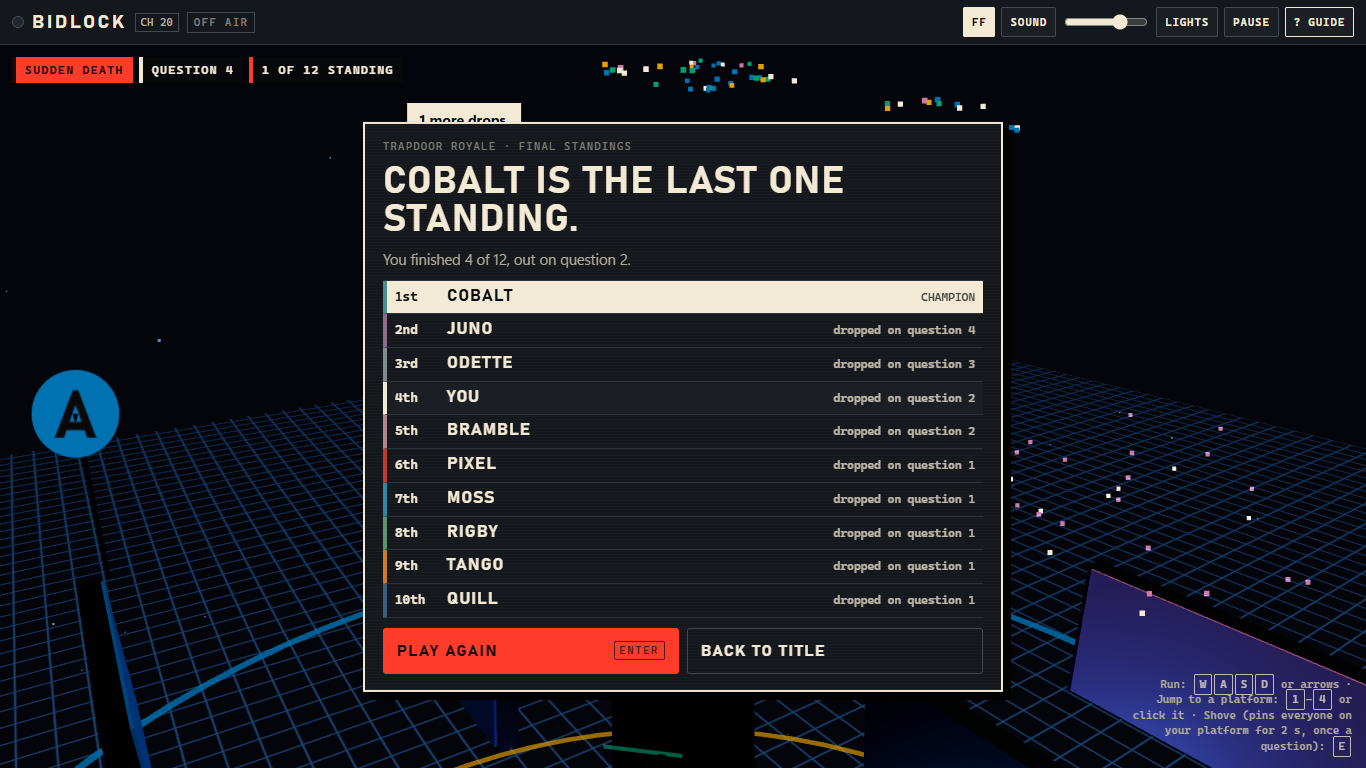 BIDLOCK CH 20 OFF AIR FF SOUND LIGHTS PAUSE ? GUIDE
SUDDEN DEATH QUESTION 4 1 OF 12 STANDING
1 more drops
TRAPDOOR ROYALE · FINAL STANDINGS
COBALT IS THE LAST ONE
STANDING.
You finished 4 of 12, out on question 2.
1st COBALT CHAMPION
2nd JUNO dropped on question 4
3rd ODETTE dropped on question 3
4th YOU dropped on question 2
5th BRAMBLE dropped on question 2
6th PIXEL dropped on question 1
7th MOSS dropped on question 1
8th RIGBY dropped on question 1
9th TANGO dropped on question 1
10th QUILL dropped on question 1
PLAY AGAIN ENTER BACK TO TITLE
A
Run: W A S D or arrows ·
Jump to a platform: 1-4 or
click it · Shove (pins everyone on
your platform for 2 s, once a
question): E